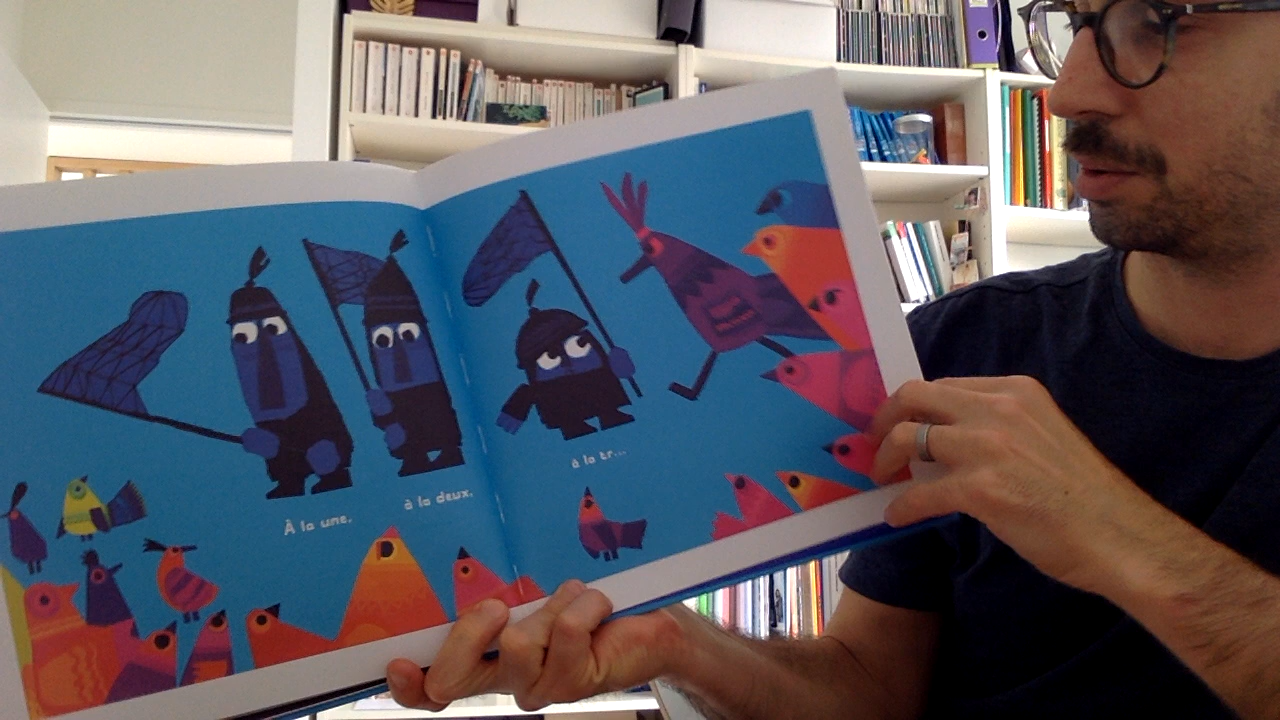 À la une,
à la deux,
à la tr...